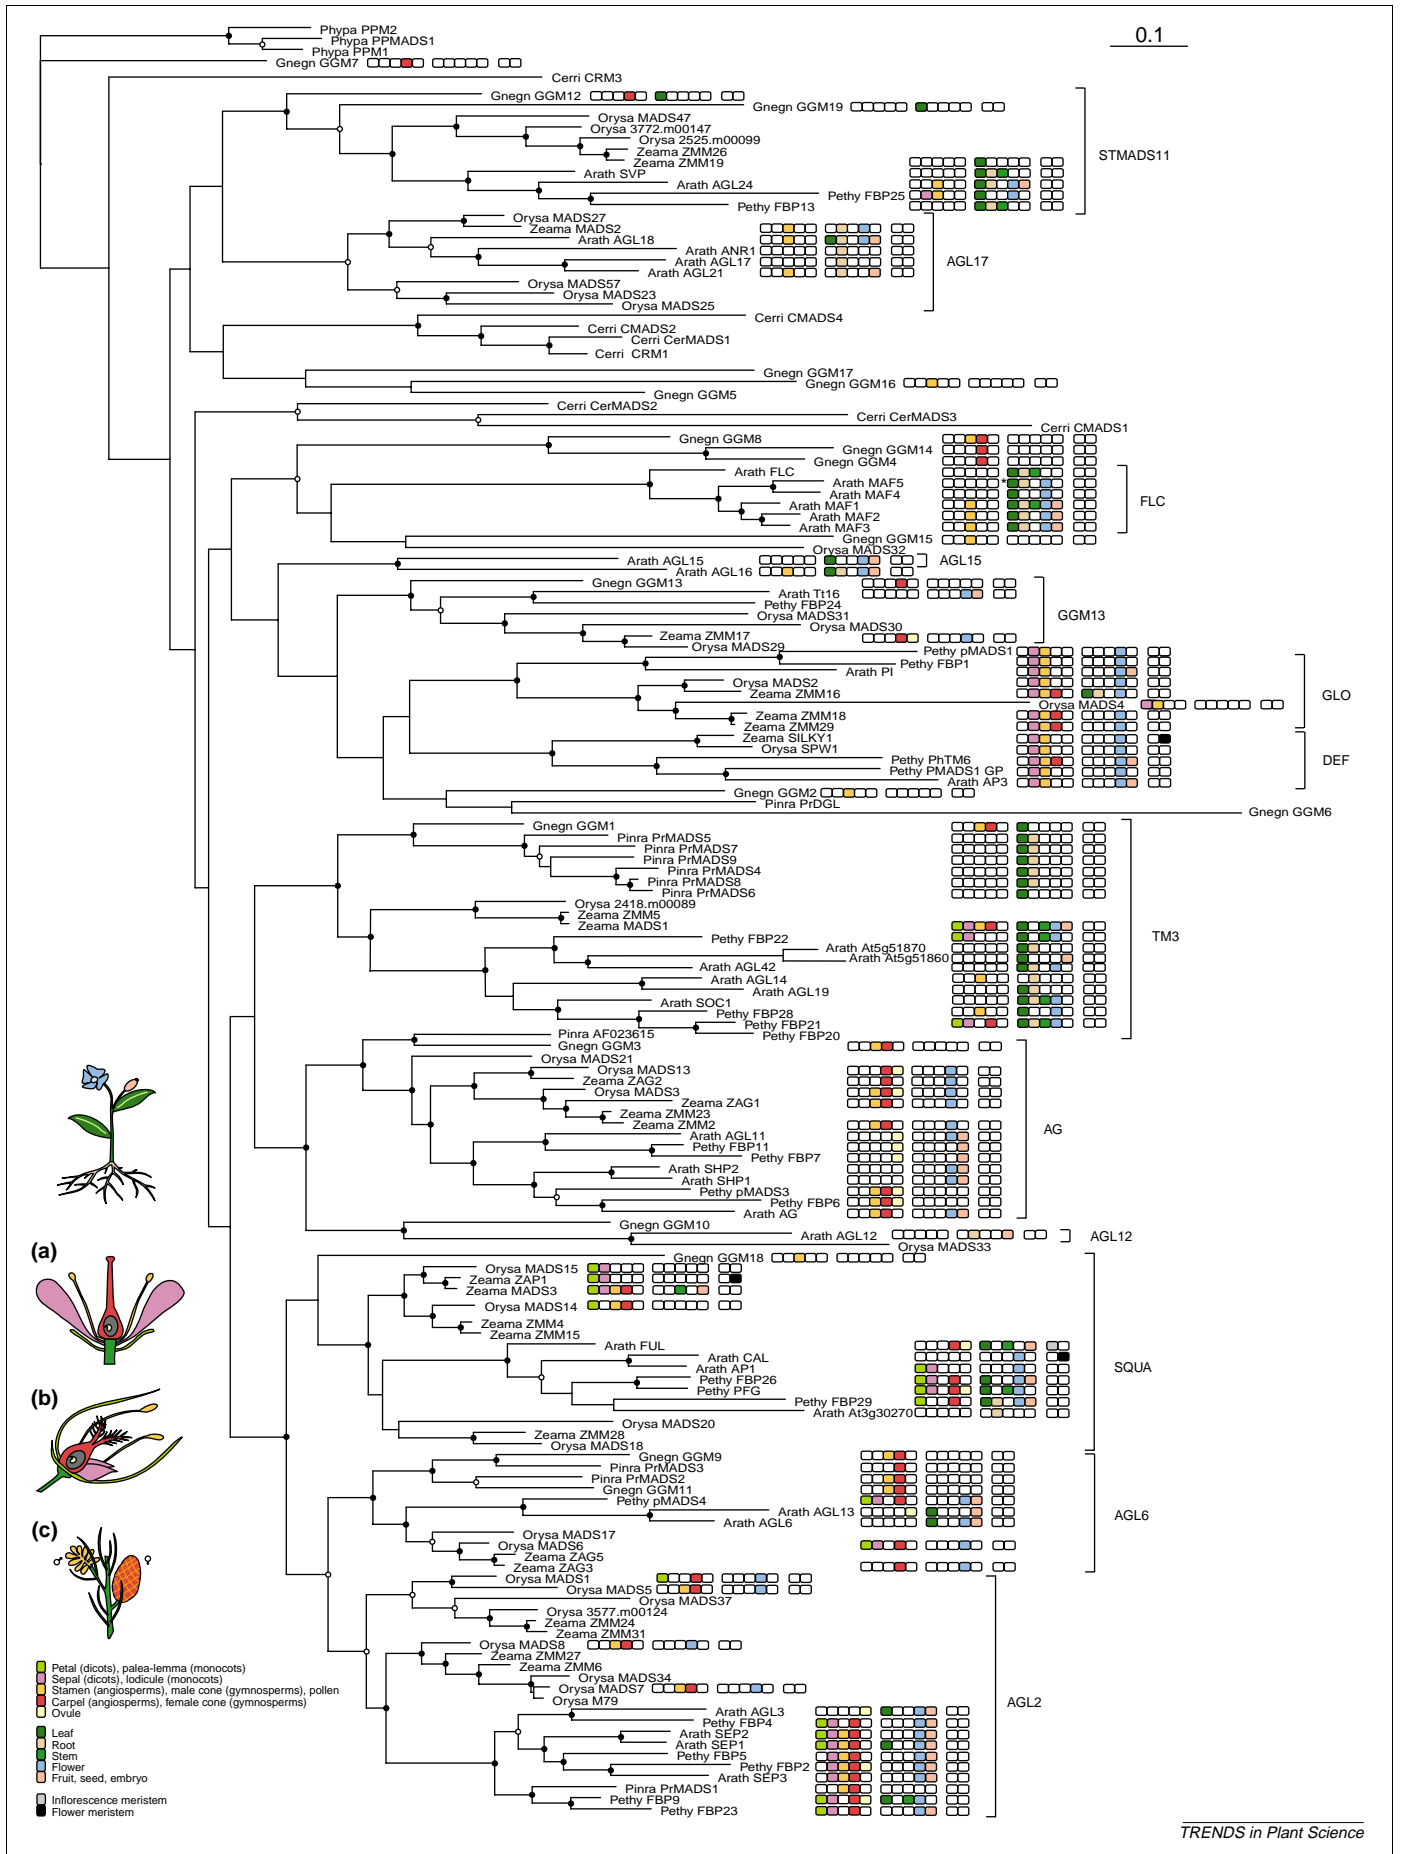 Phypa PPM2
0.1
Phypa PPMADS1
Phypa PPM1
Gnegn GGM7
Cerri CRM3
Gnegn GGM12
Gnegn GGM19
Orysa MADS47
Orysa 3772.m00147
Orysa 2525.m00099
Zeama ZMM26
STMADS11
Zeama ZMM19
Arath SVP
Arath AGL24
Pethy FBP25
Pethy FBP13
Orysa MADS27
Zeama MADS2
Arath AGL18
Arath ANR1
Arath AGL17
AGL17
Arath AGL21
Orysa MADS57
Orysa MADS23
Orysa MADS25
Cerri CMADS4
Cerri CMADS2
Cerri CerMADS1
Cerri CRM1
Gnegn GGM17
Gnegn GGM16
Gnegn GGM5
Cerri CerMADS2
Cerri CerMADS3
Cerri CMADS1
Gnegn GGM8
Gnegn GGM14
Gnegn GGM4
Arath FLC
Arath MAF5
*
Arath MAF4
FLC
Arath MAF1
Arath MAF2
Arath MAF3
Gnegn GGM15
Orysa MADS32
Arath AGL15
AGL15
Arath AGL16
Gnegn GGM13
Arath Tt16
Pethy FBP24
Orysa MADS31
GGM13
Orysa MADS30
Zeama ZMM17
Orysa MADS29
Pethy pMADS1
Pethy FBP1
Arath PI
Orysa MADS2
Zeama ZMM16
GLO
Orysa MADS4
Zeama ZMM18
Zeama ZMM29
Zeama SILKY1
Orysa SPW1
Pethy PhTM6
DEF
Pethy PMADS1 GP
Arath AP3
Gnegn GGM2
Pinra PrDGL
Gnegn GGM6
Gnegn GGM1
Pinra PrMADS5
Pinra PrMADS7
Pinra PrMADS9
Pinra PrMADS4
Pinra PrMADS8
Pinra PrMADS6
Orysa 2418.m00089
Zeama ZMM5
Zeama MADS1
Pethy FBP22
TM3
Arath At5g51870
Arath At5g51860
Arath AGL42
Arath AGL14
Arath AGL19
Arath SOC1
Pethy FBP28
Pethy FBP21
Pethy FBP20
Pinra AF023615
Gnegn GGM3
Orysa MADS21
Orysa MADS13
Zeama ZAG2
Orysa MADS3
Zeama ZAG1
Zeama ZMM23
Zeama ZMM2
AG
Arath AGL11
Pethy FBP11
Pethy FBP7
Arath SHP2
Arath SHP1
Pethy pMADS3
Pethy FBP6
Arath AG
Gnegn GGM10
Arath AGL12
AGL12
Orysa MADS33
(a)
Gnegn GGM18
Orysa MADS15
Zeama ZAP1
Zeama MADS3
Orysa MADS14
Zeama ZMM4
Zeama ZMM15
Arath FUL
Arath CAL
Arath AP1
SQUA
Pethy FBP26
Pethy PFG
(b)
Pethy FBP29
Arath At3g30270
Orysa MADS20
Zeama ZMM28
Orysa MADS18
Gnegn GGM9
Pinra PrMADS3
Pinra PrMADS2
Gnegn GGM11
Pethy pMADS4
Arath AGL13
AGL6
Arath AGL6
(c)
Orysa MADS17
Orysa MADS6
Zeama ZAG5
Zeama ZAG3
♂ ♀
Orysa MADS1
Orysa MADS5
Orysa MADS37
Orysa 3577.m00124
Zeama ZMM24
Zeama ZMM31
Orysa MADS8
Zeama ZMM27
Zeama ZMM6
Orysa MADS34
Orysa MADS7
Orysa M79
AGL2
Arath AGL3
Pethy FBP4
Arath SEP2
Arath SEP1
Pethy FBP5
Pethy FBP2
Arath SEP3
Pinra PrMADS1
Pethy FBP9
Pethy FBP23
Petal (dicots), palea-lemma (monocots)
Sepal (dicots), lodicule (monocots)
Stamen (angiosperms), male cone (gymnosperms), pollen
Carpel (angiosperms), female cone (gymnosperms)
Ovule
Leaf
Root
Stem
Flower
Fruit, seed, embryo
Inflorescence meristem
Flower meristem
TRENDS in Plant Science